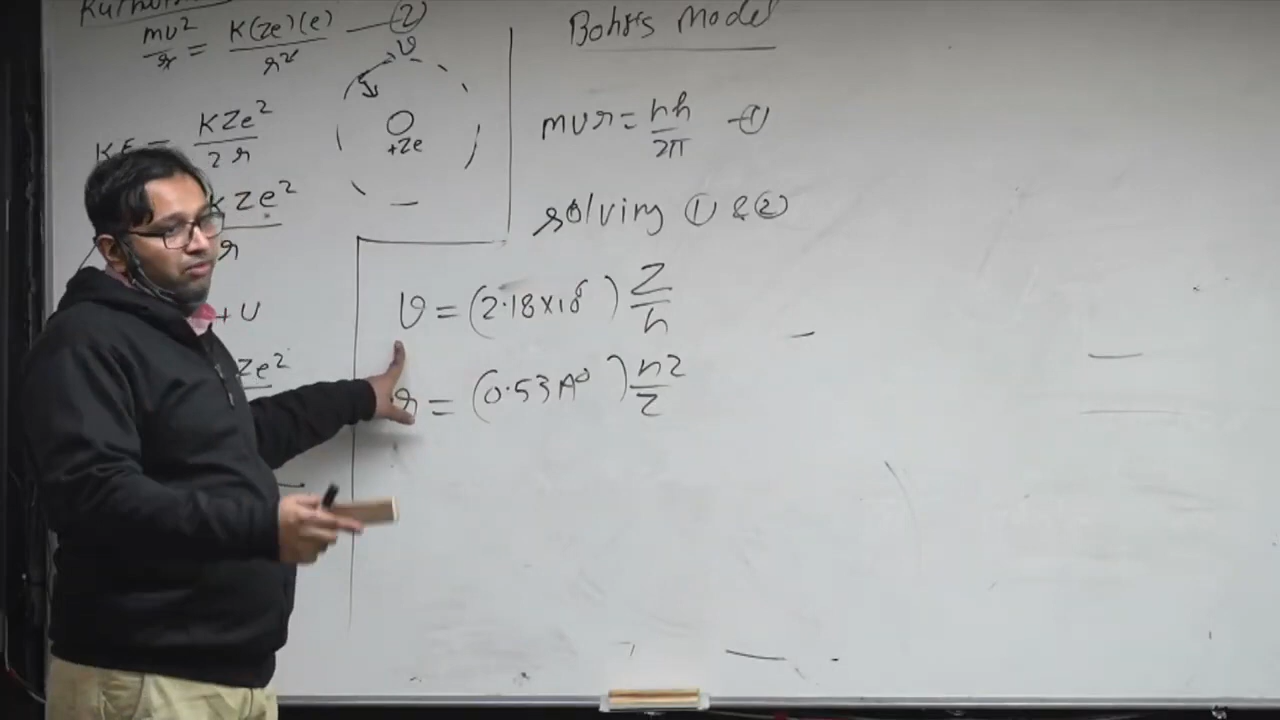 mv²/r = K(Ze)(e)/r² — ②
v
+Ze
KE = KZe²/2r
KZe²/r
+ U
Ze²
Bohr's Model
mvr = nh/2π —①
solving ① & ②
v = (2.18×10⁶) Z/n
r = (0.53A⁰) n2/Z